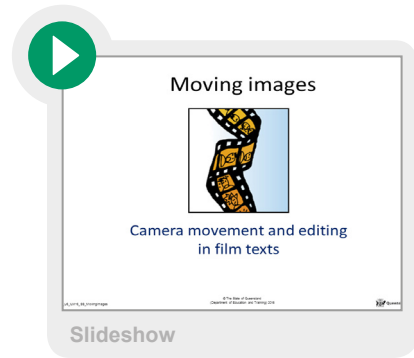 Moving images
Camera movement and editing
in film texts
© The State of Queensland
(Department of Education and Training) 2016
Slideshow